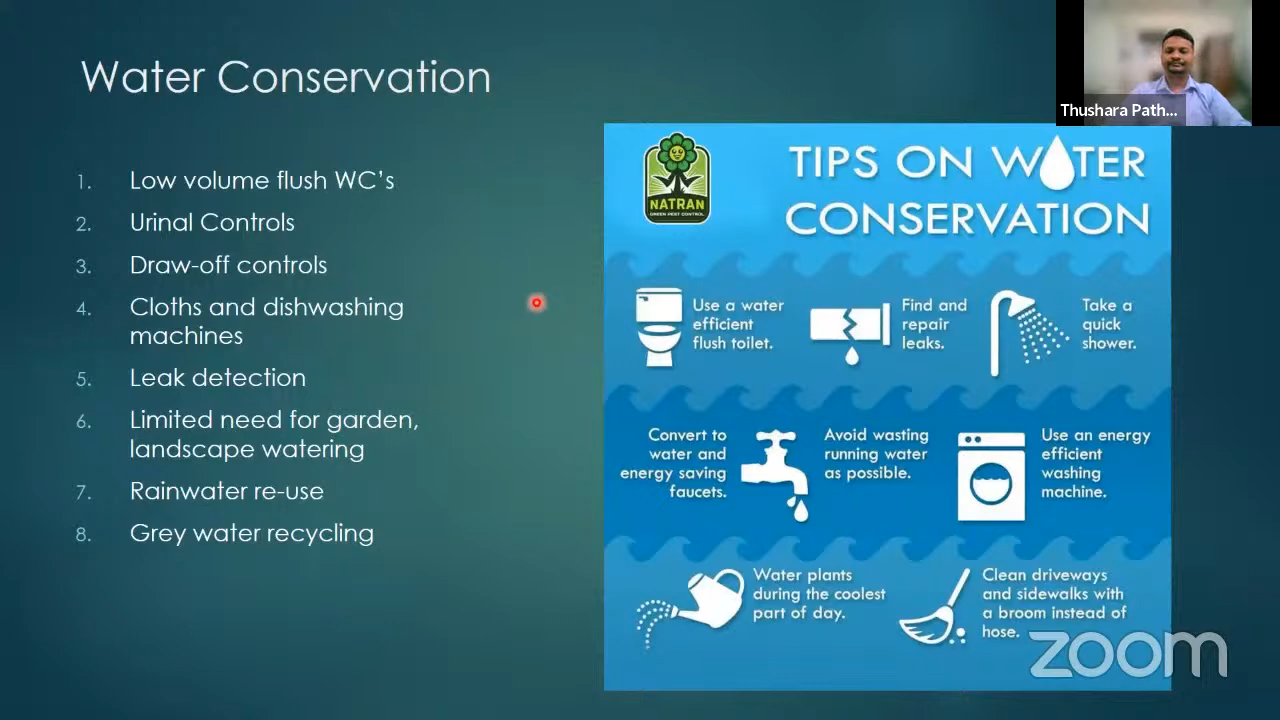 Water Conservation
1. Low volume flush WC's
2. Urinal Controls
3. Draw-off controls
4. Cloths and dishwashing
machines
5. Leak detection
6. Limited need for garden,
landscape watering
7. Rainwater re-use
8. Grey water recycling
Thushara Path...
NATRAN
GREEN PEST CONTROL
TIPS ON WATER
CONSERVATION
Use a water
efficient
flush toilet.
Find and
repair
leaks.
Take a
quick
shower.
Convert to
water and
energy saving
faucets.
Avoid wasting
running water
as possible.
Use an energy
efficient
washing
machine.
Water plants
during the coolest
part of day.
Clean driveways
and sidewalks with
a broom instead of
hose.
zoom